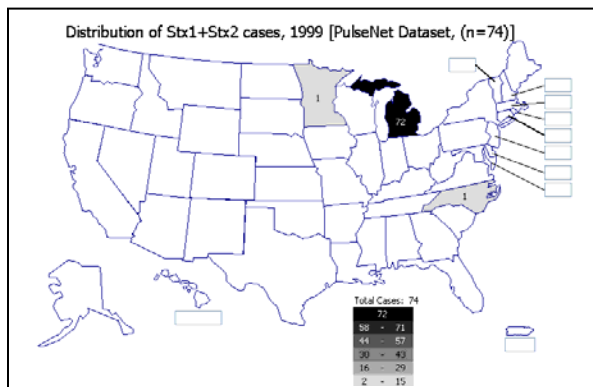 Distribution of Stx1+Stx2 cases, 1999 [PulseNet Dataset, (n=74)]
1
72
1
Total Cases: 74
72
58 - 71
44 - 57
30 - 43
16 - 29
2 - 15